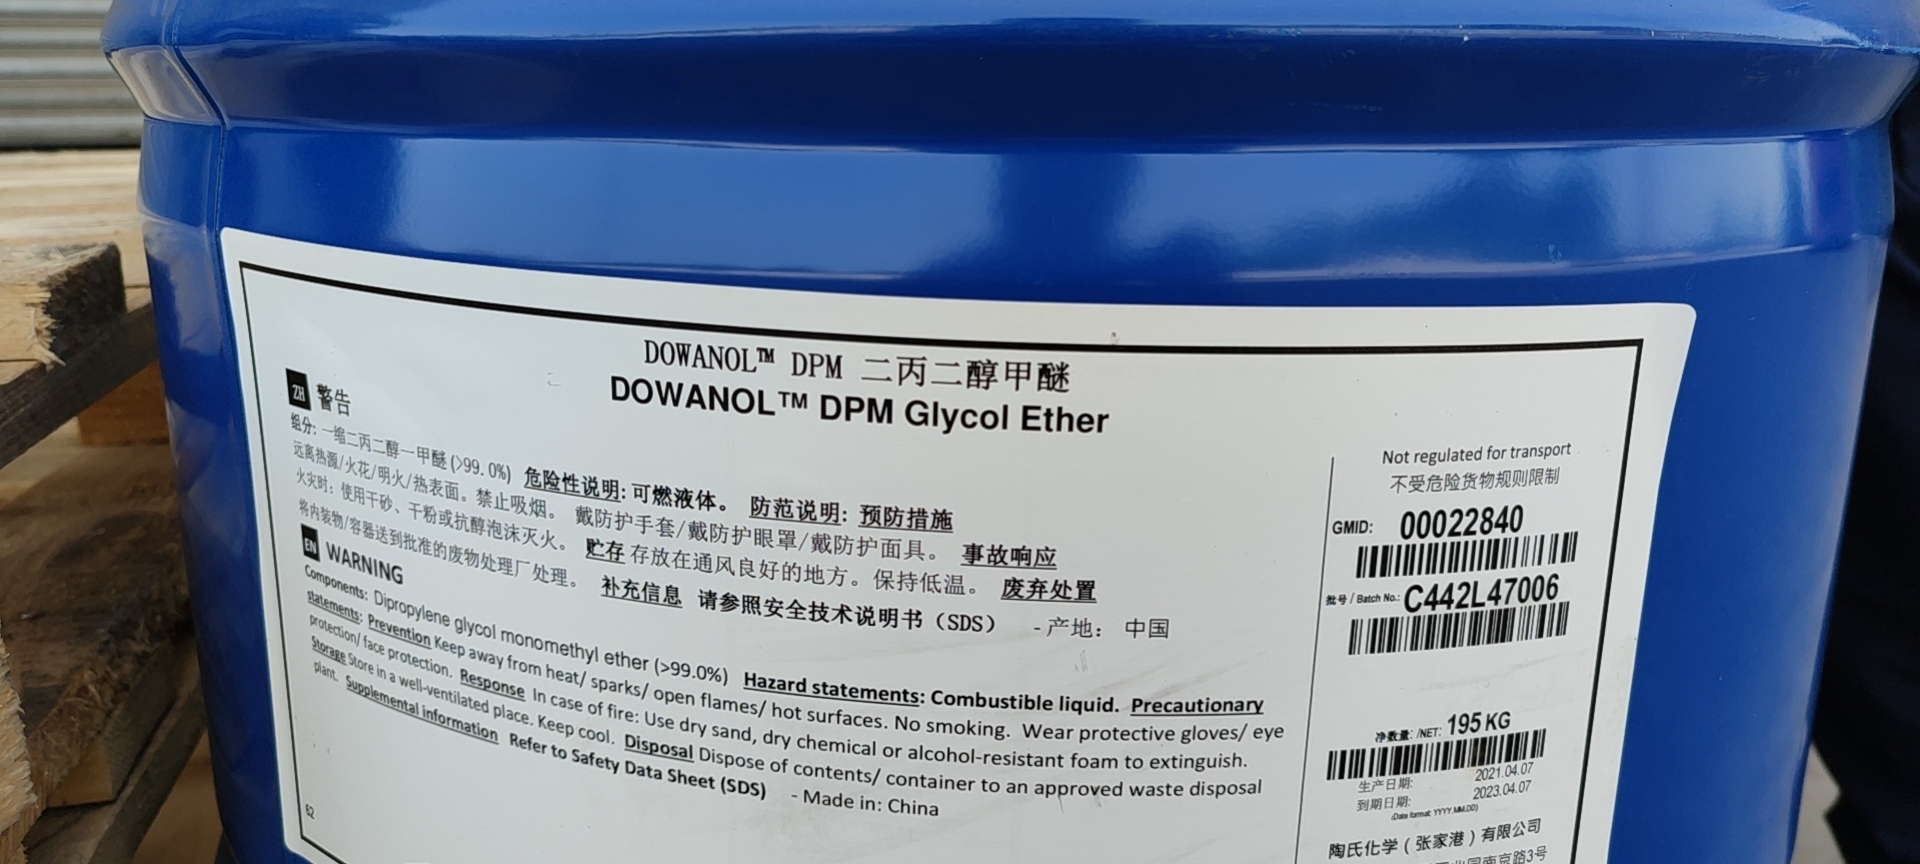 DOWANOL™ DPM 二丙二醇甲醚
DOWANOL™ DPM Glycol Ether
ZH 警告
组分: 一缩二丙二醇一甲醚 (>99.0%) 危险性说明: 可燃液体。 防范说明: 预防措施
远离热源/火花/明火/热表面。禁止吸烟。 戴防护手套/戴防护眼罩/戴防护面具。 事故响应
火灾时: 使用干砂、干粉或抗醇泡沫灭火。 贮存 存放在通风良好的地方。保持低温。 废弃处置
将内装物/容器送到批准的废物处理厂处理。 补充信息 请参照安全技术说明书（SDS） - 产地： 中国
EN WARNING
Components: Dipropylene glycol monomethyl ether (>99.0%) Hazard statements: Combustible liquid. Precautionary
statements: Prevention Keep away from heat/ sparks/ open flames/ hot surfaces. No smoking. Wear protective gloves/ eye
protection/ face protection. Response In case of fire: Use dry sand, dry chemical or alcohol-resistant foam to extinguish.
Storage Store in a well-ventilated place. Keep cool. Disposal Dispose of contents/ container to an approved waste disposal
plant. Supplemental information Refer to Safety Data Sheet (SDS) - Made in: China
62
Not regulated for transport
不受危险货物规则限制
GMID: 00022840
批号 / Batch No.: C442L47006
净数量: /NET: 195 KG
生产日期: 2021.04.07
到期日期: 2023.04.07
(Date format: YYYY.MM.DD)
陶氏化学（张家港）有限公司
南京路3号